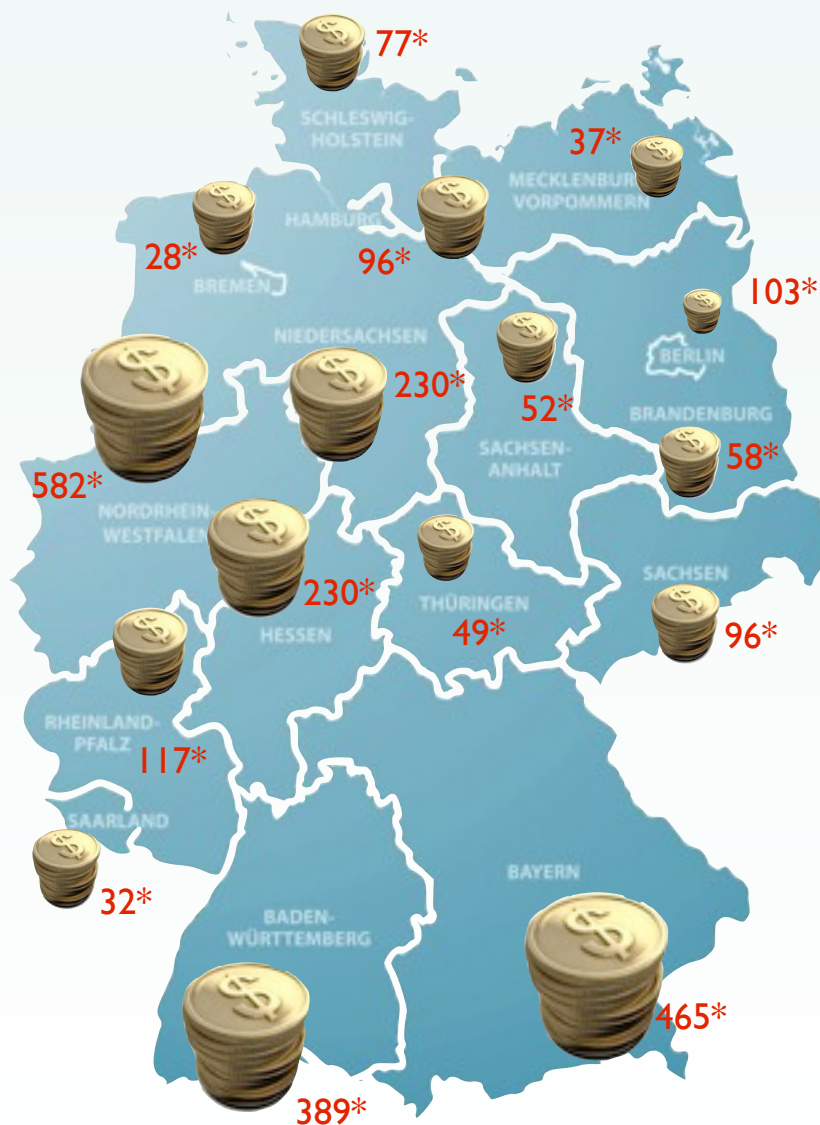 77*
SCHLESWIG-
HOLSTEIN
37*
MECKLENBUR
VORPOMMERN
HAMBURG
28*
96*
BREMEN
103*
NIEDERSACHSEN
BERLIN
230*
52*
BRANDENBURG
582*
SACHSEN-
ANHALT
58*
NORDRHEIN-
WESTFALEN
230*
THÜRINGEN
SACHSEN
HESSEN
49*
96*
RHEINLAND-
PFALZ
117*
SAARLAND
32*
BAYERN
BADEN-
WÜRTTEMBERG
465*
389*